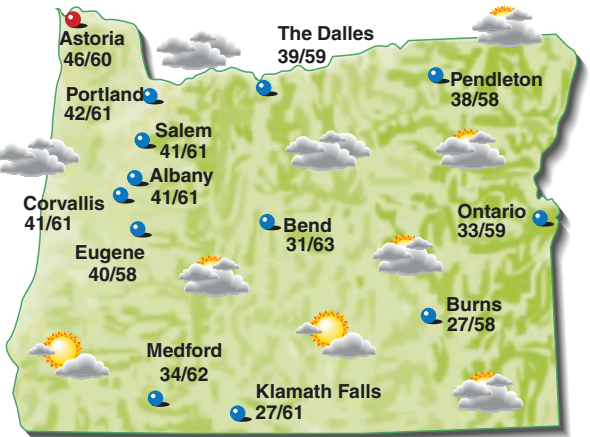 The Dalles
39/59
Astoria
46/60
Pendleton
38/58
Portland
42/61
Salem
41/61
Albany
41/61
Corvallis
41/61
Ontario
33/59
Bend
31/63
Eugene
40/58
Burns
27/58
Medford
34/62
Klamath Falls
27/61